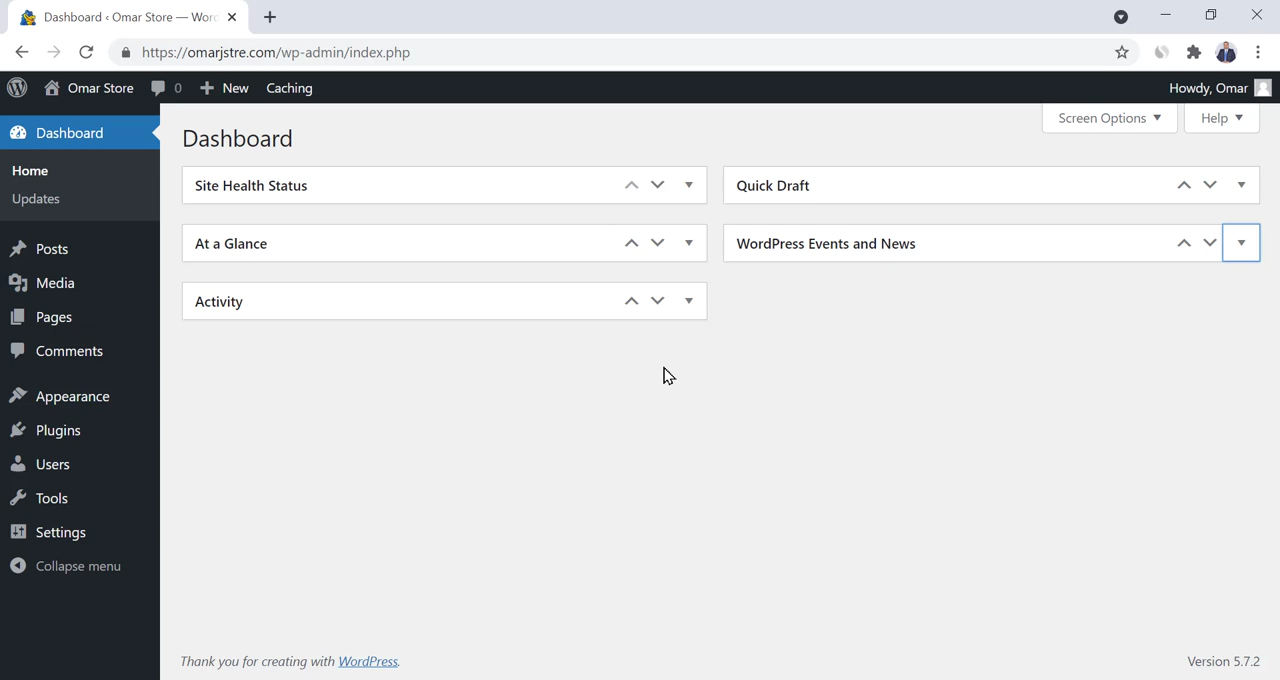 Dashboard ‹ Omar Store — Wor
https://omarjstre.com/wp-admin/index.php
Omar Store 0 New Caching Howdy, Omar
Dashboard
Home
Updates
Posts
Media
Pages
Comments
Appearance
Plugins
Users
Tools
Settings
Collapse menu
Screen Options Help
Dashboard
Site Health Status
At a Glance
Activity
Quick Draft
WordPress Events and News
Thank you for creating with WordPress. Version 5.7.2